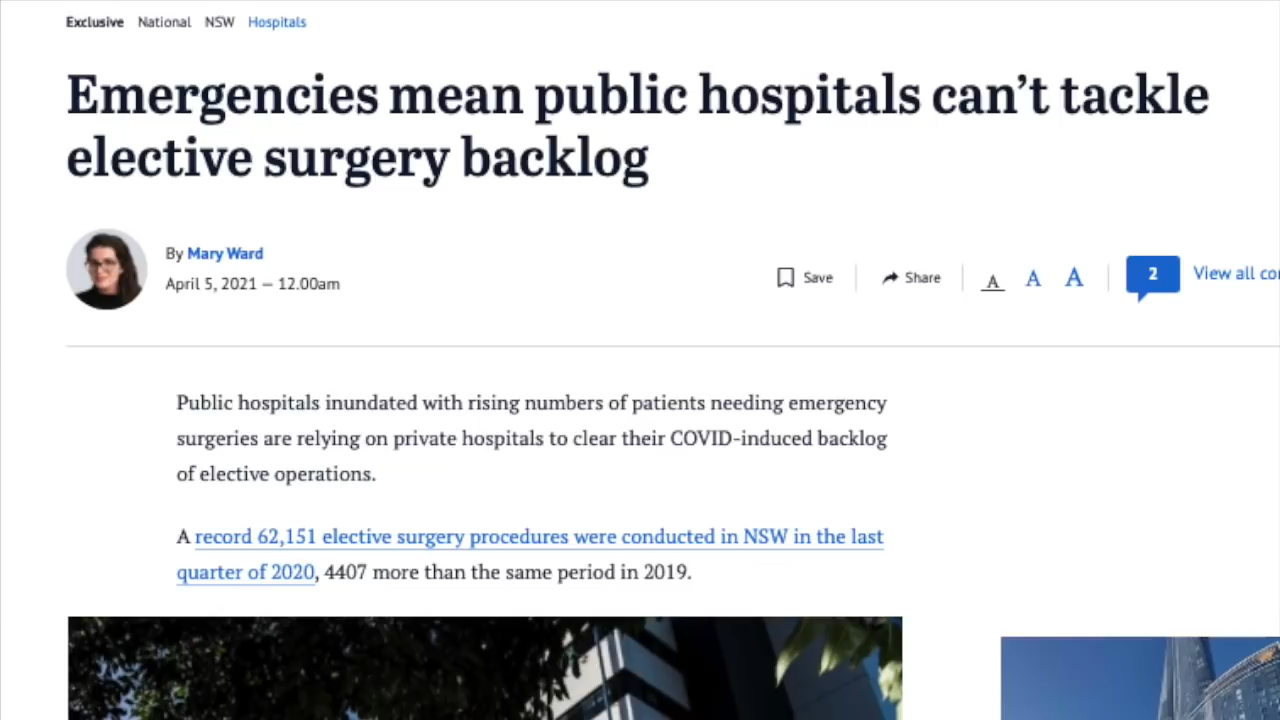 Exclusive National NSW Hospitals
Emergencies mean public hospitals can’t tackle
elective surgery backlog
By Mary Ward
April 5, 2021 — 12.00am
Save Share A A A 2 View all co
Public hospitals inundated with rising numbers of patients needing emergency
surgeries are relying on private hospitals to clear their COVID-induced backlog
of elective operations.
A record 62,151 elective surgery procedures were conducted in NSW in the last
quarter of 2020, 4407 more than the same period in 2019.